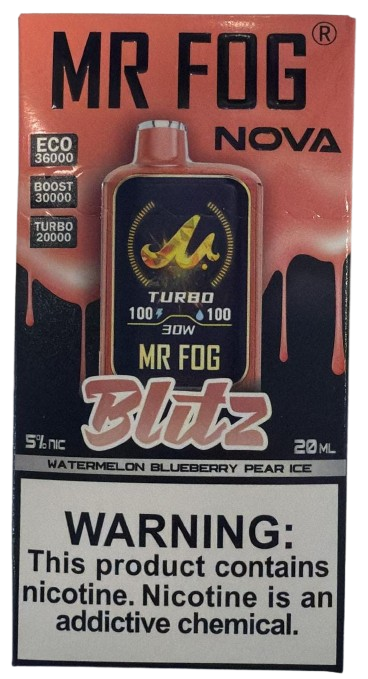 MR FOG®
NOVA
ECO
36000
BOOST
30000
TURBO
20000
TURBO
100 100
30W
MR FOG
Blitz
5% NIC
20 ML
WATERMELON BLUEBERRY PEAR ICE
WARNING:
This product contains
nicotine. Nicotine is an
addictive chemical.